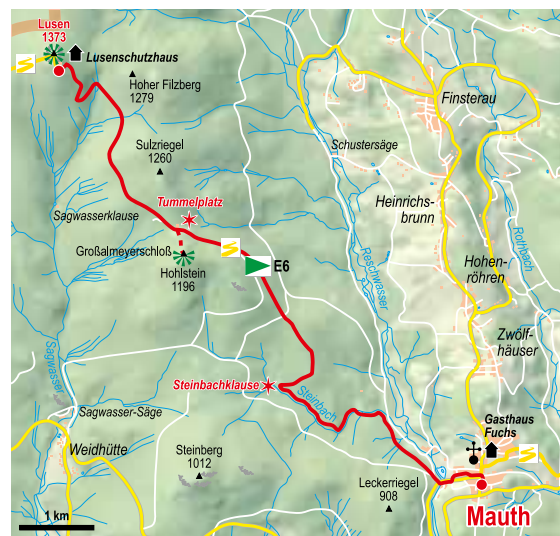 Lusen
1373
Lusenschutzhaus
Hoher Filzberg
1279
Finsterau
Sulzriegel
1260
Schustersäge
Tummelplatz
Sagwasserklause
Heinrichs-
brunn
Großalmeyerschloß
Hohlstein
1196
E6
Reschwasser
Hohen-
röhren
Rothbach
Zwölf-
häuser
Sagwasser
Steinbachklause
Steinbach
Sagwasser-Säge
Weidhütte
Steinberg
1012
Gasthaus
Fuchs
Leckerriegel
908
Mauth
1 km